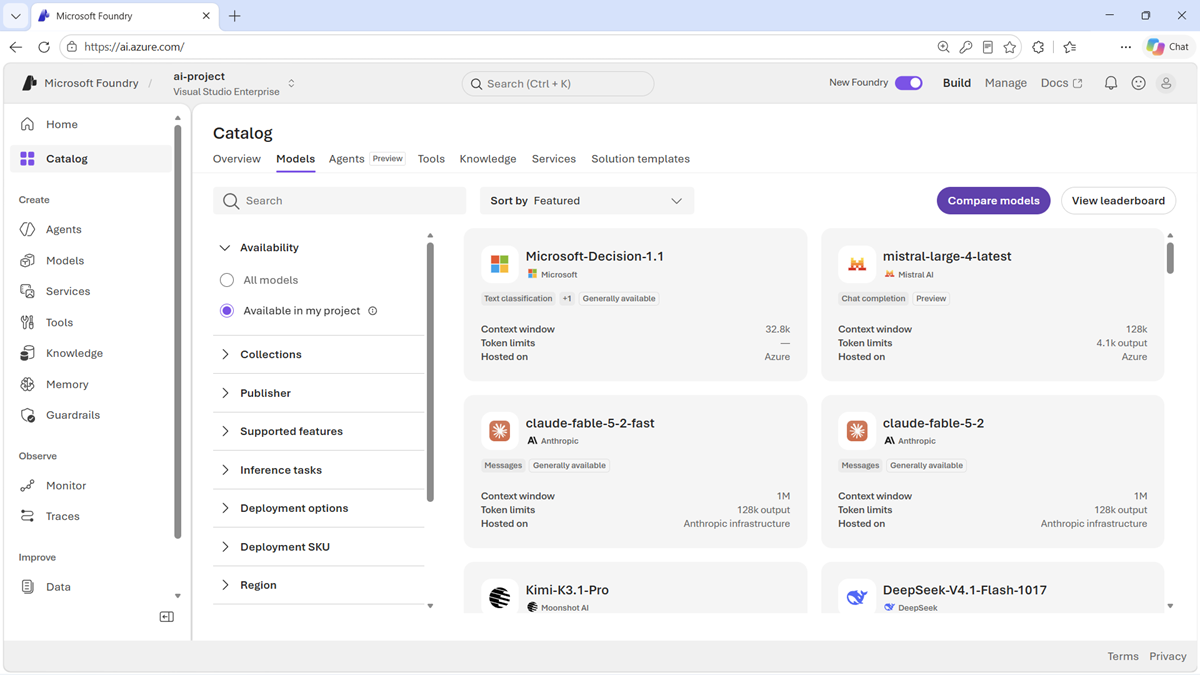 Microsoft Foundry
https://ai.azure.com/
Chat
Microsoft Foundry / ai-project
Visual Studio Enterprise
Search (Ctrl + K)
New Foundry
Build
Manage
Docs
Home
Catalog
Create
Agents
Models
Services
Tools
Knowledge
Memory
Guardrails
Observe
Monitor
Traces
Improve
Data
Catalog
Overview Models Agents Preview Tools Knowledge Services Solution templates
Search
Sort by Featured
Compare models
View leaderboard
Availability
All models
Available in my project
Collections
Publisher
Supported features
Inference tasks
Deployment options
Deployment SKU
Region
Microsoft-Decision-1.1
Microsoft
Text classification +1 Generally available
Context window 32.8k
Token limits —
Hosted on Azure
mistral-large-4-latest
Mistral AI
Chat completion Preview
Context window 128k
Token limits 4.1k output
Hosted on Azure
claude-fable-5-2-fast
Anthropic
Messages Generally available
Context window 1M
Token limits 128k output
Hosted on Anthropic infrastructure
claude-fable-5-2
Anthropic
Messages Generally available
Context window 1M
Token limits 128k output
Hosted on Anthropic infrastructure
Kimi-K3.1-Pro
Moonshot AI
DeepSeek-V4.1-Flash-1017
DeepSeek
Terms Privacy